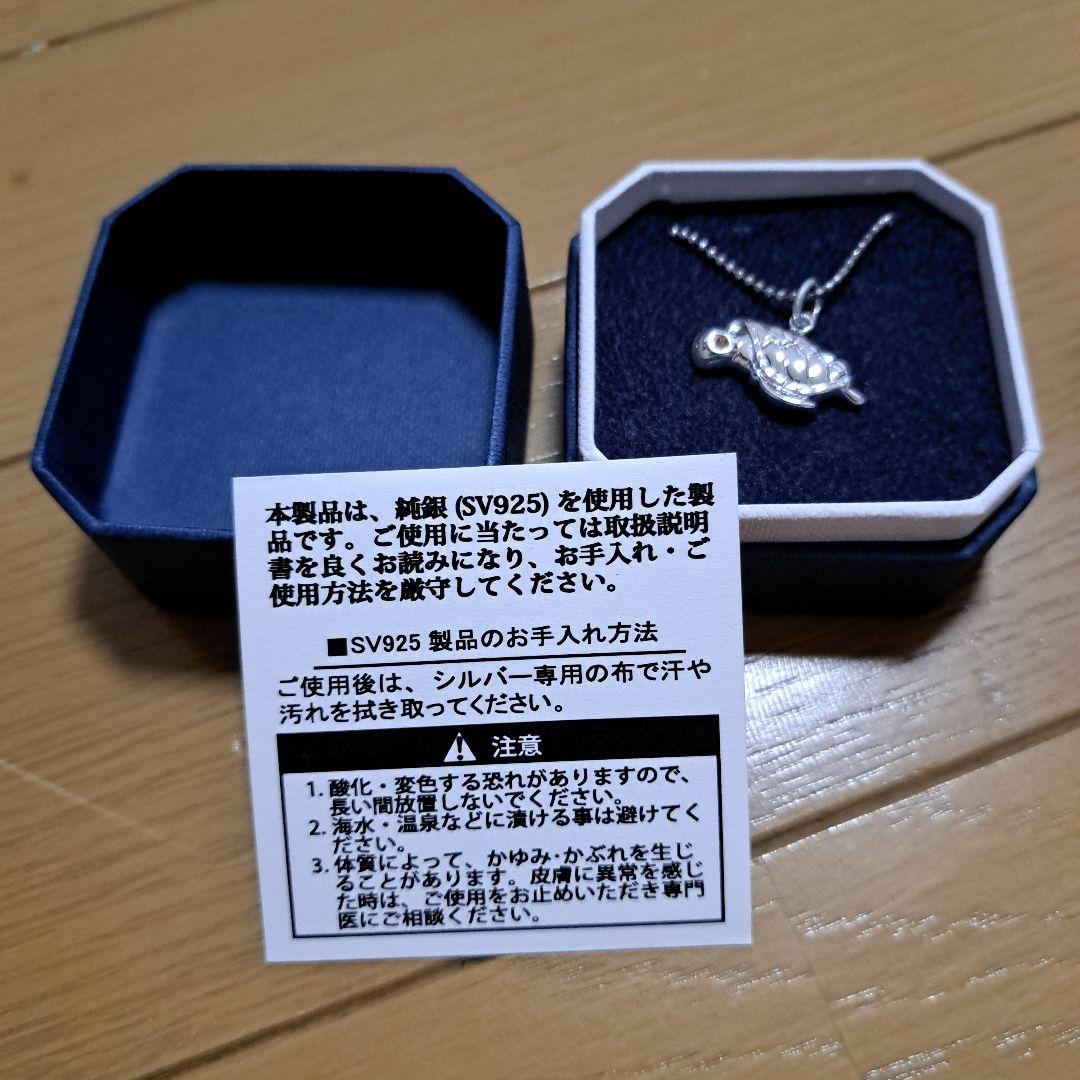 本製品は、純銀(SV925)を使用した製
品です。ご使用に当たっては取扱説明
書を良くお読みになり、お手入れ・ご
使用方法を厳守してください。
■SV925製品のお手入れ方法
ご使用後は、シルバー専用の布で汗や
汚れを拭き取ってください。
注意
1. 酸化・変色する恐れがありますので、
長い間放置しないでください。
2. 海水・温泉などに漬ける事は避けてく
ださい。
3. 体質によって、かゆみ・かぶれを生じ
ることがあります。皮膚に異常を感じ
た時は、ご使用をお止めいただき専門
医にご相談ください。